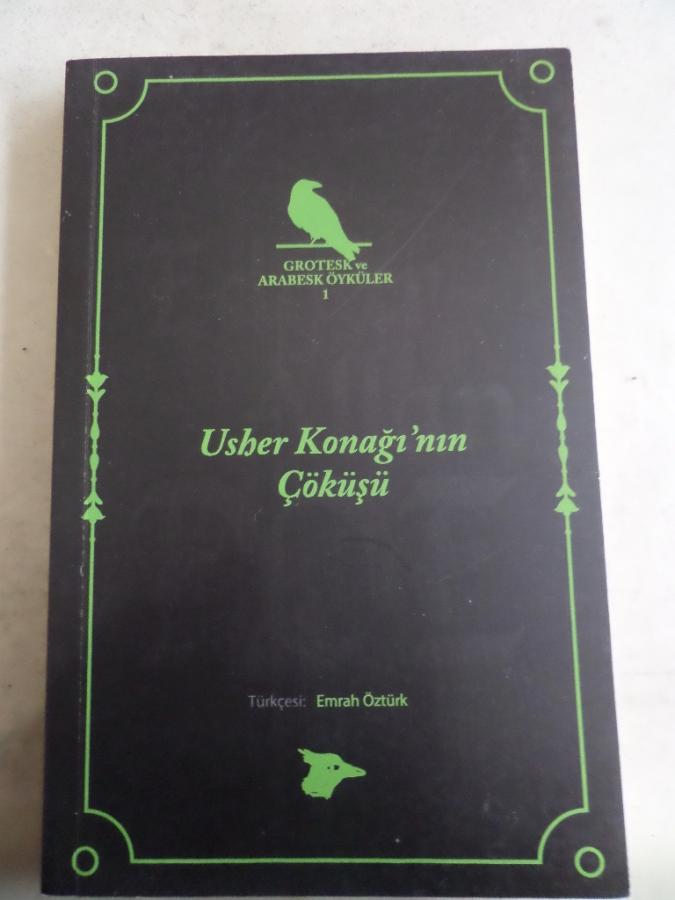 GROTESK ve
ARABESK ÖYKÜLER
1
Usher Konağı'nın
Çöküşü
Türkçesi: Emrah Öztürk